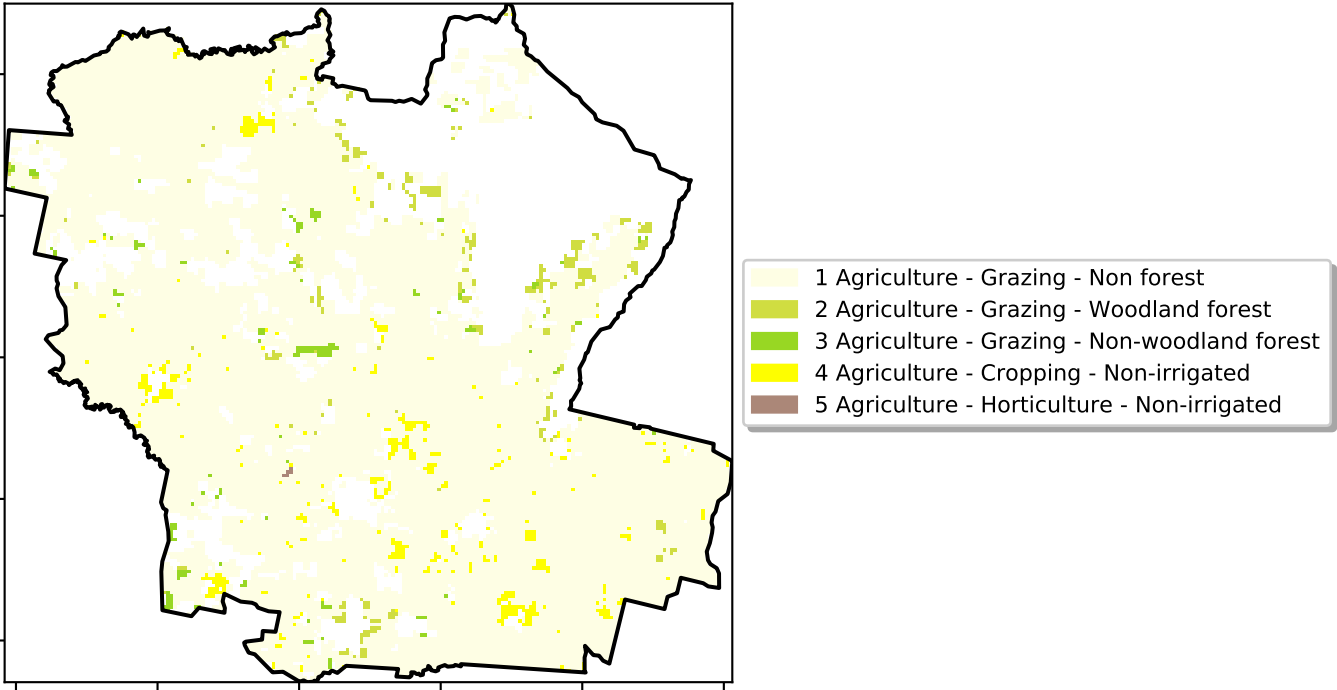 1 Agriculture - Grazing - Non forest
2 Agriculture - Grazing - Woodland forest
3 Agriculture - Grazing - Non-woodland forest
4 Agriculture - Cropping - Non-irrigated
5 Agriculture - Horticulture - Non-irrigated